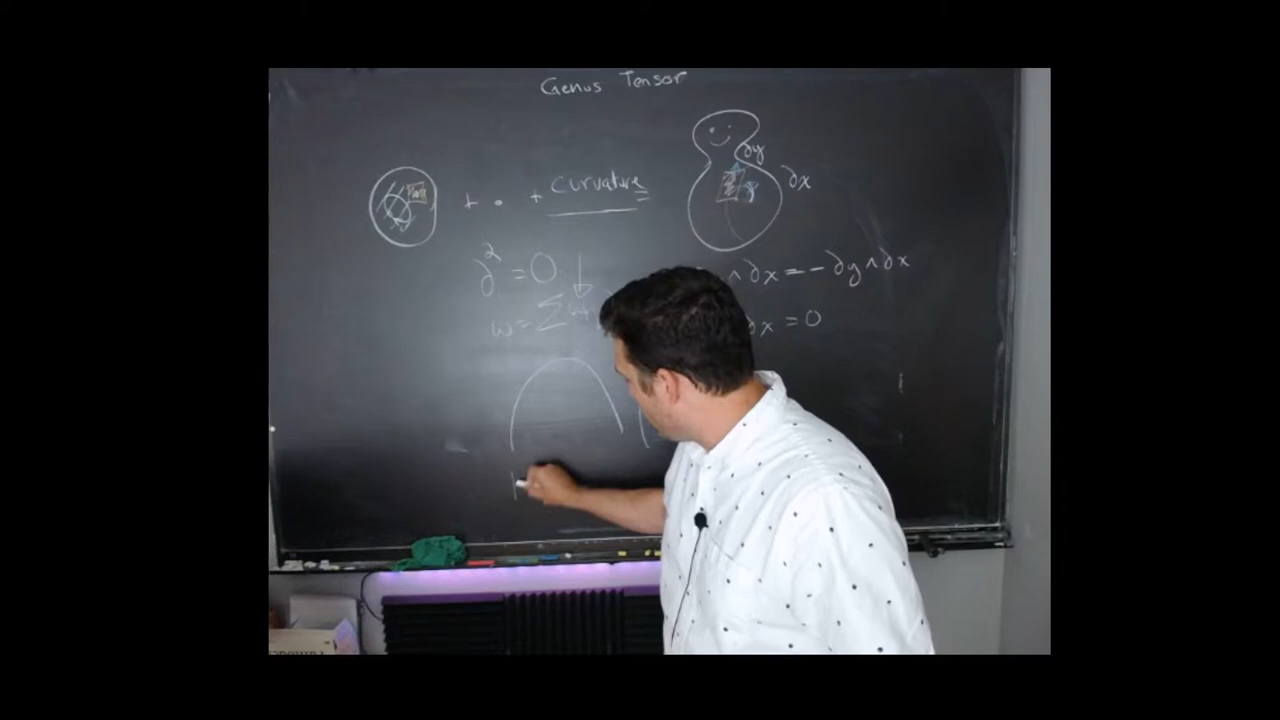 Genus Tensor
∂y
+ . + Curvature =
∂x
∂² = 0
∧∂x = -∂y∧∂x
w = Σ
∂x = 0